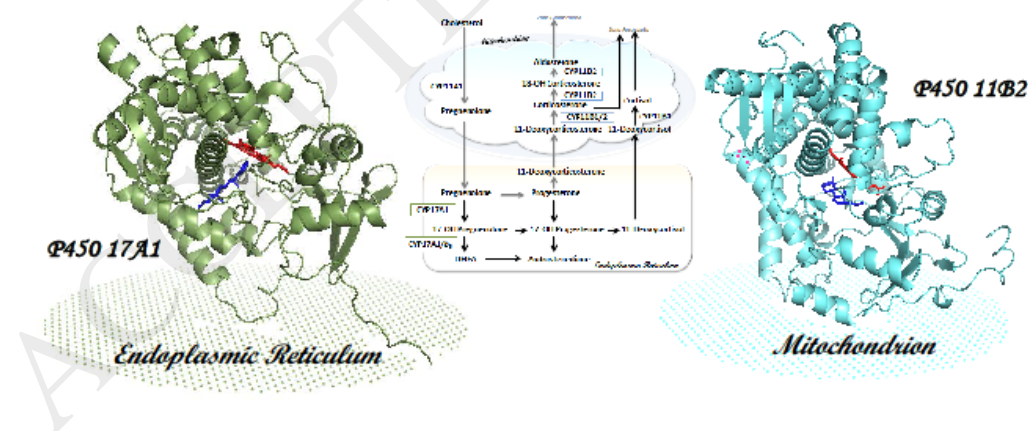 Cholesterol
Mitochondrion
Aldosterone
CYP11B2
18-OH Corticosterone
CYP11A1
CYP11B2
Corticosterone
Cortisol
Pregnenolone
CYP11B1/2
CYP11B1
11-Deoxycorticosterone
11-Deoxycortisol
11-Deoxycorticosterone
Pregnenolone
Progesterone
CYP17A1
17-OH Pregnenolone
17-OH Progesterone
11-Deoxycortisol
DHEA
Androstenedione
Endoplasmic Reticulum
P450 17A1
Endoplasmic Reticulum
P450 11B2
Mitochondrion